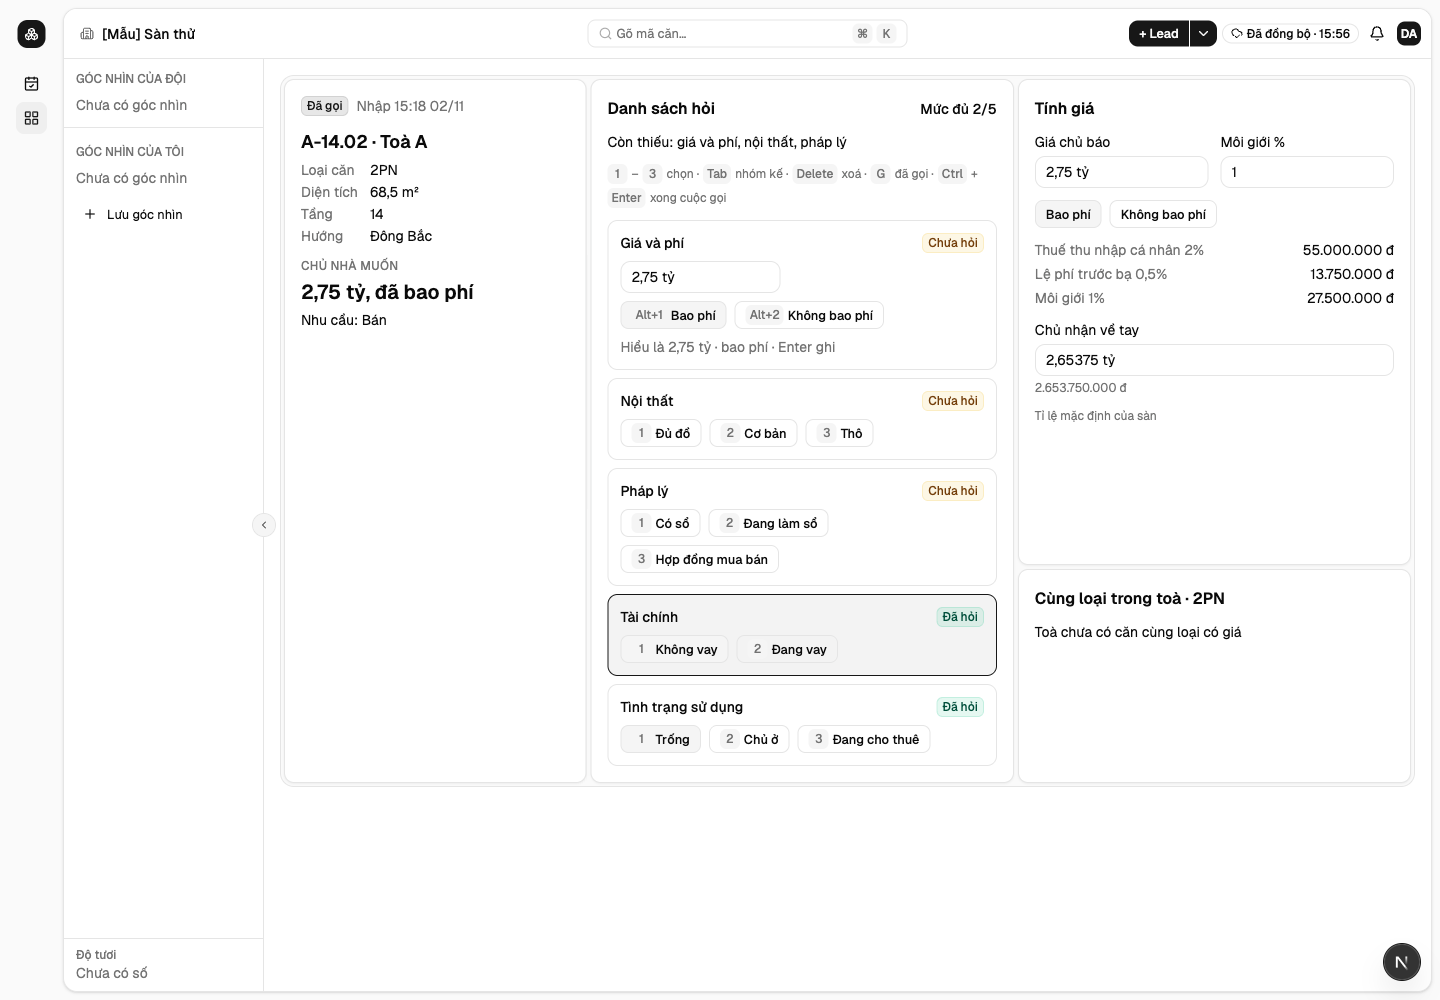 [Mẫu] Sàn thử
Gõ mã căn...
⌘ K
+ Lead
Đã đồng bộ · 15:56
DA
GÓC NHÌN CỦA ĐỘI
Chưa có góc nhìn
GÓC NHÌN CỦA TÔI
Chưa có góc nhìn
+ Lưu góc nhìn
Độ tươi
Chưa có số
Đã gọi Nhập 15:18 02/11
A-14.02 · Toà A
Loại căn 2PN
Diện tích 68,5 m²
Tầng 14
Hướng Đông Bắc
CHỦ NHÀ MUỐN
2,75 tỷ, đã bao phí
Nhu cầu: Bán
Danh sách hỏi Mức đủ 2/5
Còn thiếu: giá và phí, nội thất, pháp lý
1 – 3 chọn · Tab nhóm kế · Delete xoá · G đã gọi · Ctrl +
Enter xong cuộc gọi
Giá và phí Chưa hỏi
2,75 tỷ
Alt+1 Bao phí Alt+2 Không bao phí
Hiểu là 2,75 tỷ · bao phí · Enter ghi
Nội thất Chưa hỏi
1 Đủ đồ 2 Cơ bản 3 Thô
Pháp lý Chưa hỏi
1 Có sổ 2 Đang làm sổ
3 Hợp đồng mua bán
Tài chính Đã hỏi
1 Không vay 2 Đang vay
Tình trạng sử dụng Đã hỏi
1 Trống 2 Chủ ở 3 Đang cho thuê
Tính giá
Giá chủ báo Môi giới %
2,75 tỷ 1
Bao phí Không bao phí
Thuế thu nhập cá nhân 2% 55.000.000 đ
Lệ phí trước bạ 0,5% 13.750.000 đ
Môi giới 1% 27.500.000 đ
Chủ nhận về tay
2,65375 tỷ
2.653.750.000 đ
Tỉ lệ mặc định của sàn
Cùng loại trong toà · 2PN
Toà chưa có căn cùng loại có giá
N